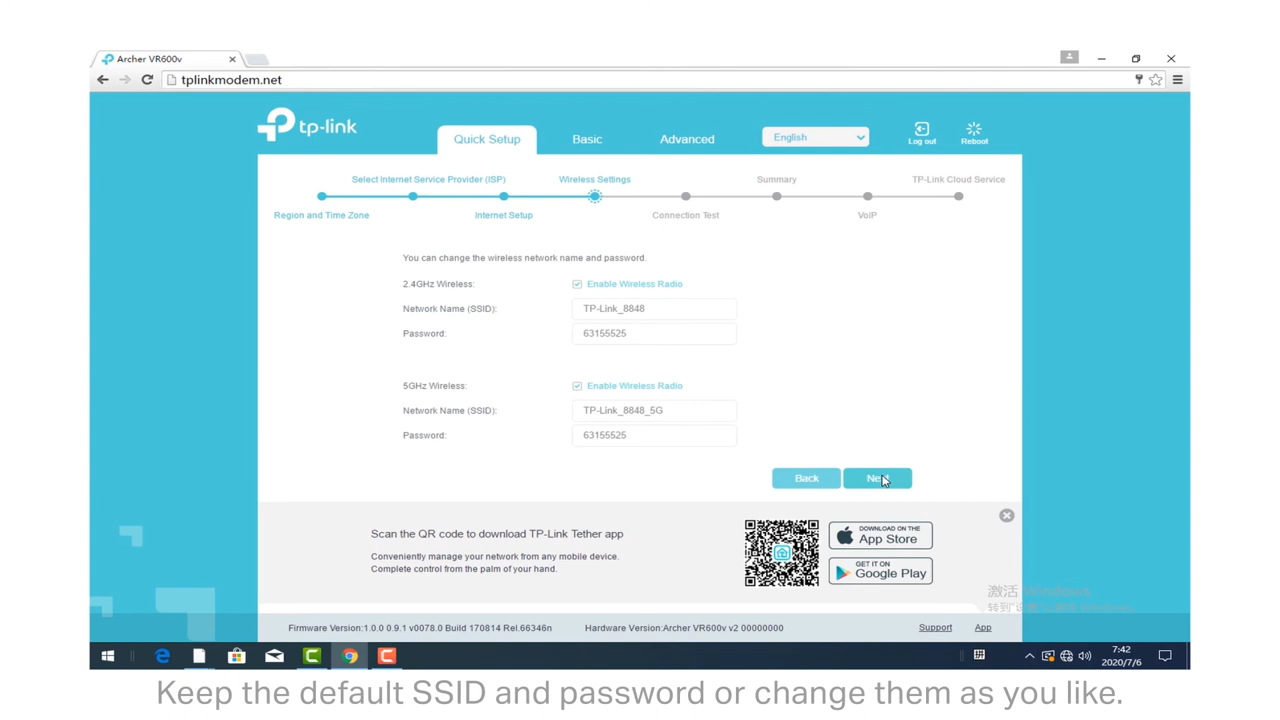 Archer VR600v
tplinkmodem.net
tp-link
Quick Setup
Basic
Advanced
English
Log out
Reboot
Select Internet Service Provider (ISP)
Wireless Settings
Summary
TP-Link Cloud Service
Region and Time Zone
Internet Setup
Connection Test
VoIP
You can change the wireless network name and password.
2.4GHz Wireless:
Enable Wireless Radio
Network Name (SSID):
TP-Link_8848
Password:
63155525
5GHz Wireless:
Enable Wireless Radio
Network Name (SSID):
TP-Link_8848_5G
Password:
63155525
Back
Next
Scan the QR code to download TP-Link Tether app
Conveniently manage your network from any mobile device.
Complete control from the palm of your hand.
DOWNLOAD ON THE
App Store
GET IT ON
Google Play
激活 Windows
Firmware Version:1.0.0 0.9.1 v0078.0 Build 170814 Rel.66346n
Hardware Version:Archer VR600v v2 00000000
Support
App
7:42
2020/7/6
Keep the default SSID and password or change them as you like.